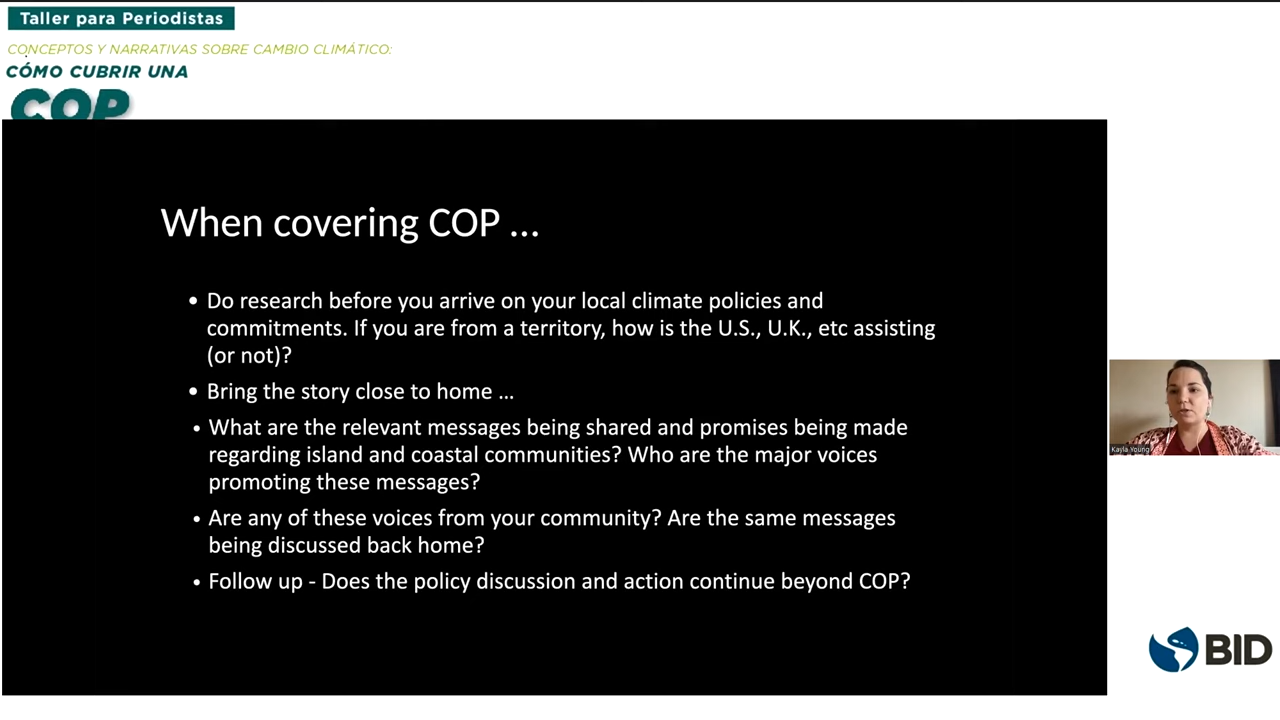 Taller para Periodistas
CONCEPTOS Y NARRATIVAS SOBRE CAMBIO CLIMÁTICO:
CÓMO CUBRIR UNA
COP
When covering COP ...
• Do research before you arrive on your local climate policies and
commitments. If you are from a territory, how is the U.S., U.K., etc assisting
(or not)?
• Bring the story close to home ...
• What are the relevant messages being shared and promises being made
regarding island and coastal communities? Who are the major voices
promoting these messages?
• Are any of these voices from your community? Are the same messages
being discussed back home?
• Follow up - Does the policy discussion and action continue beyond COP?
Kayla Young
BID